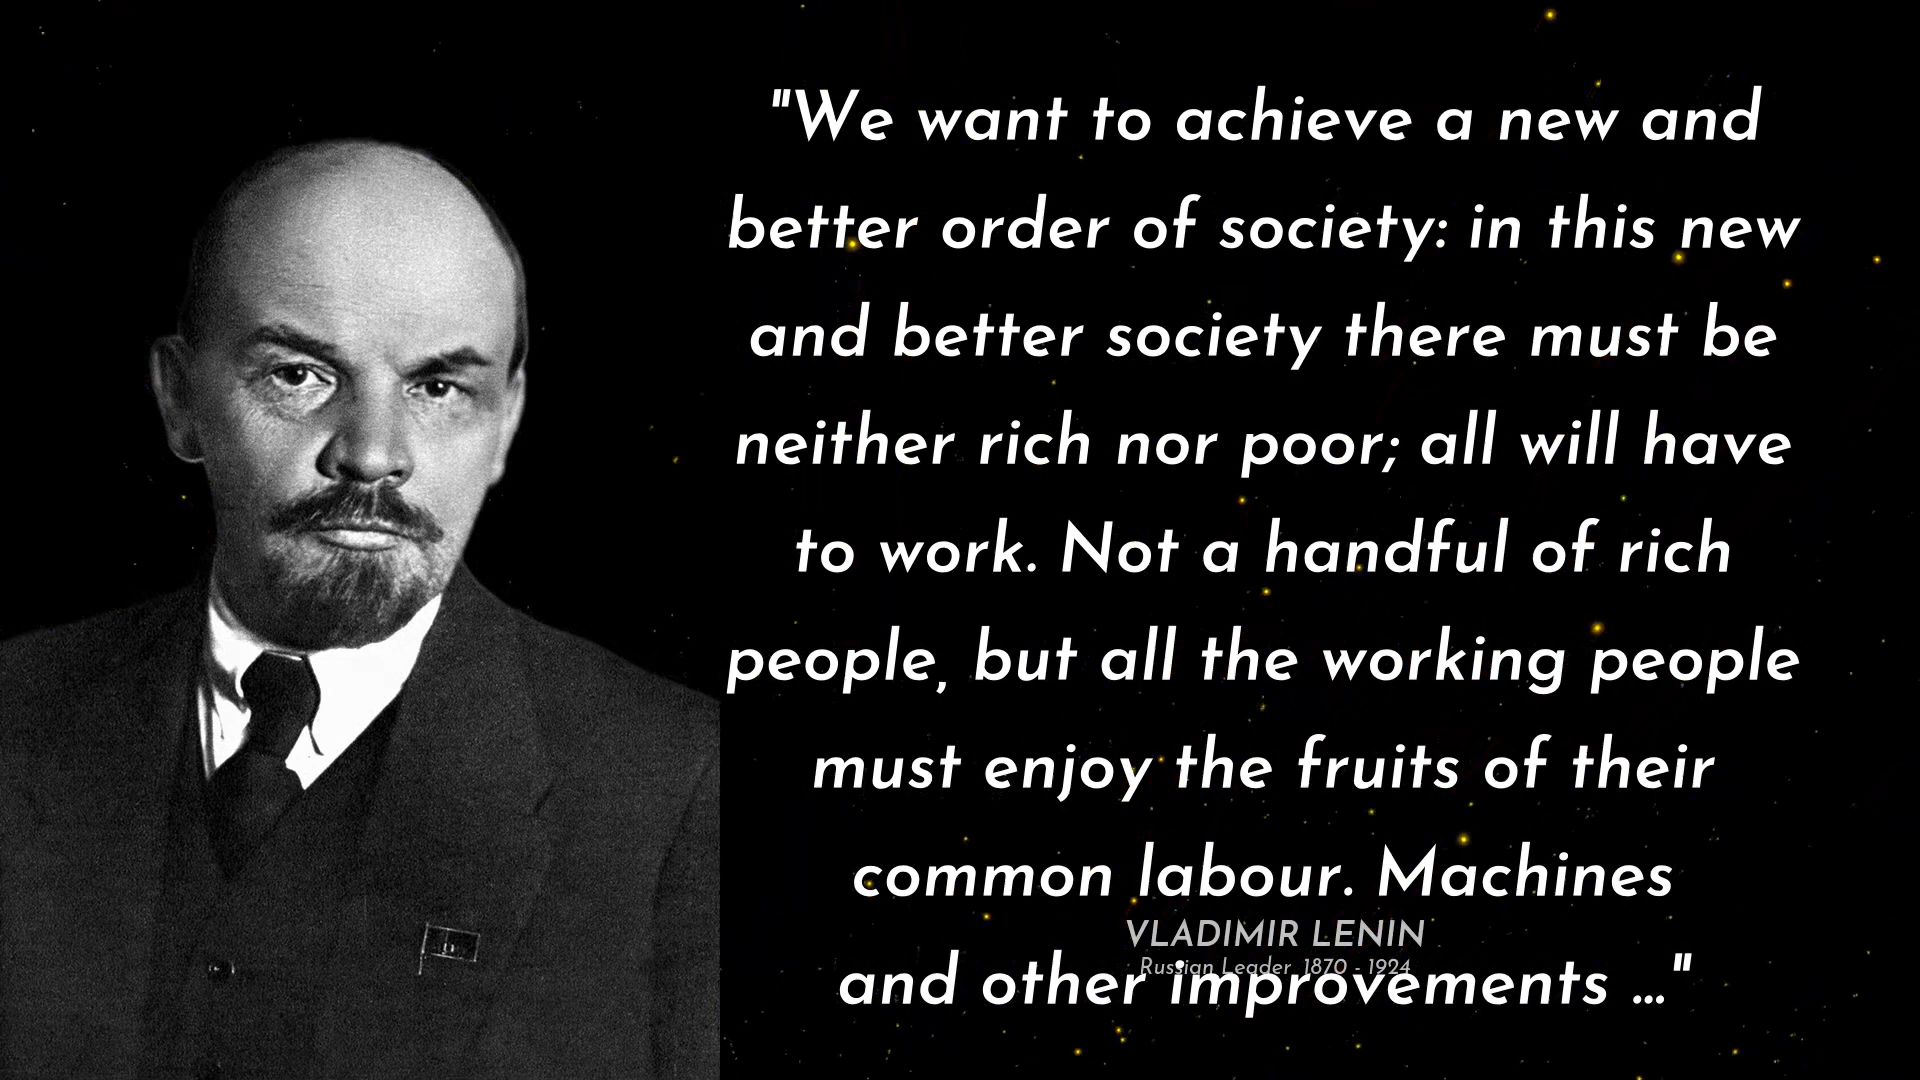 "We want to achieve a new and
better order of society: in this new
and better society there must be
neither rich nor poor; all will have
to work. Not a handful of rich
people, but all the working people
must enjoy the fruits of their
common labour. Machines
VLADIMIR LENIN
Russian Leader 1870 - 1924
and other improvements ..."